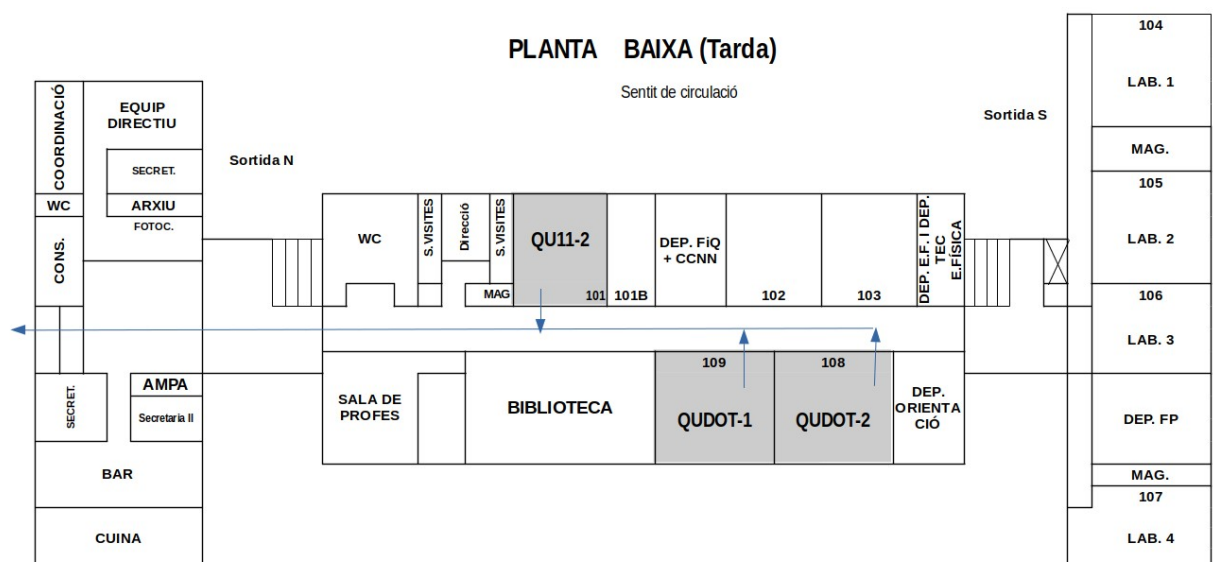 PLANTA BAIXA (Tarda)
Sentit de circulació
Sortida N
Sortida S
COORDINACIÓ
EQUIP
DIRECTIU
SECRET.
WC
ARXIU
FOTOC.
CONS.
SECRET.
AMPA
Secretaria II
BAR
CUINA
WC
S.VISITES
Direcció
S.VISITES
MAG
QU11-2
101
101B
DEP. FiQ
+ CCNN
102
103
DEP. E.F. I DEP.
TEC
E.FÍSICA
SALA DE
PROFES
BIBLIOTECA
109
QUDOT-1
108
QUDOT-2
DEP.
ORIENTA
CIÓ
104
LAB. 1
MAG.
105
LAB. 2
106
LAB. 3
DEP. FP
MAG.
107
LAB. 4